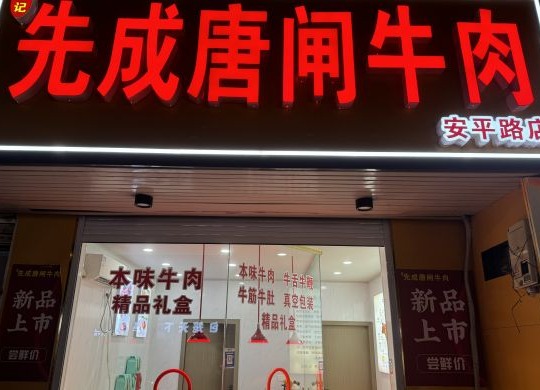 记
先成唐闸牛肉
安平路店
本味牛肉
精品礼盒
本味牛肉
牛筋牛肚
牛舌牛鞭
真空包装
精品礼盒
先成唐闸牛肉
新品
上市
尝鲜价
先成唐闸牛肉
新品
上市
尝鲜价